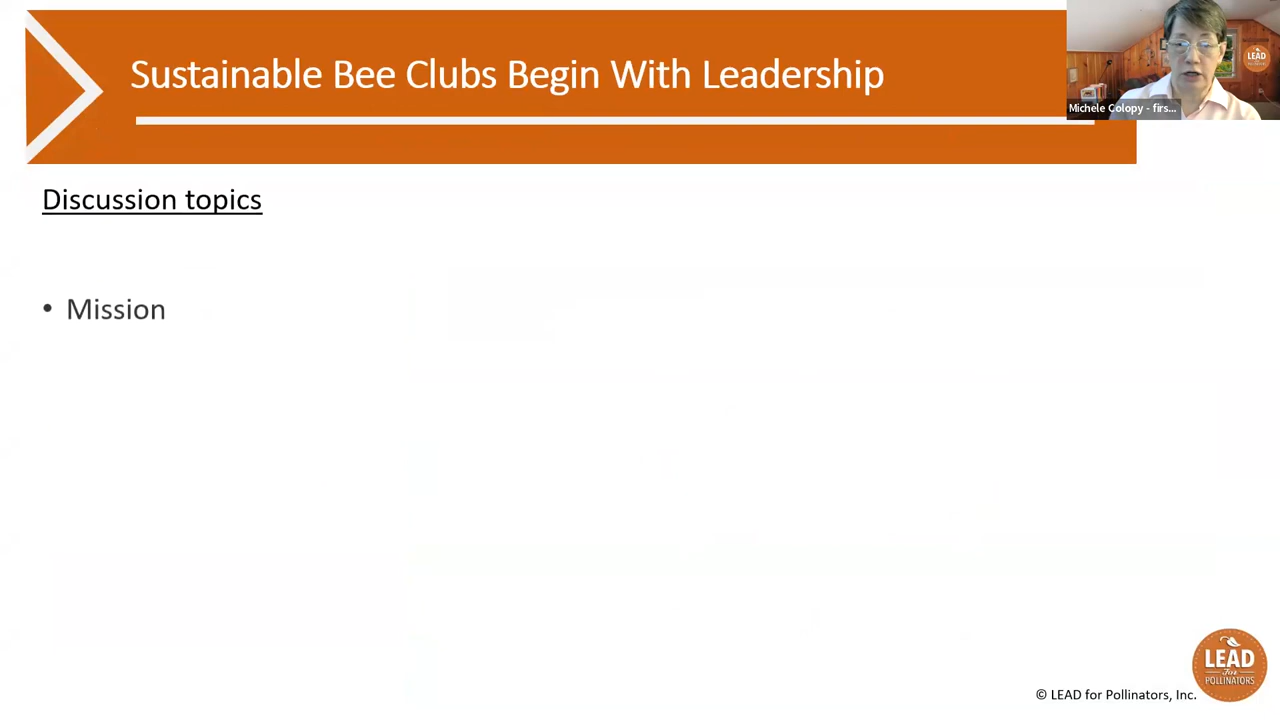 Sustainable Bee Clubs Begin With Leadership
Michele Colopy - firs...
LEAD
Discussion topics
• Mission
LEAD
for
POLLINATORS
© LEAD for Pollinators, Inc.